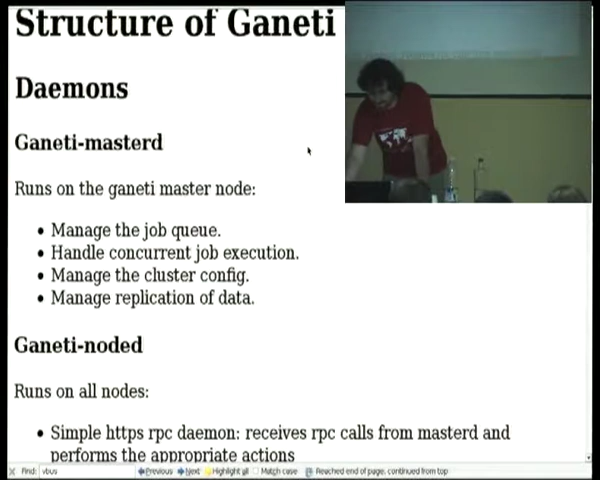 Structure of Ganeti
Daemons
Ganeti-masterd
Runs on the ganeti master node:
• Manage the job queue.
• Handle concurrent job execution.
• Manage the cluster config.
• Manage replication of data.
Ganeti-noded
Runs on all nodes:
• Simple https rpc daemon: receives rpc calls from masterd and
performs the appropriate actions
Find: vbus Previous Next Highlight all Match case Reached end of page, continued from top